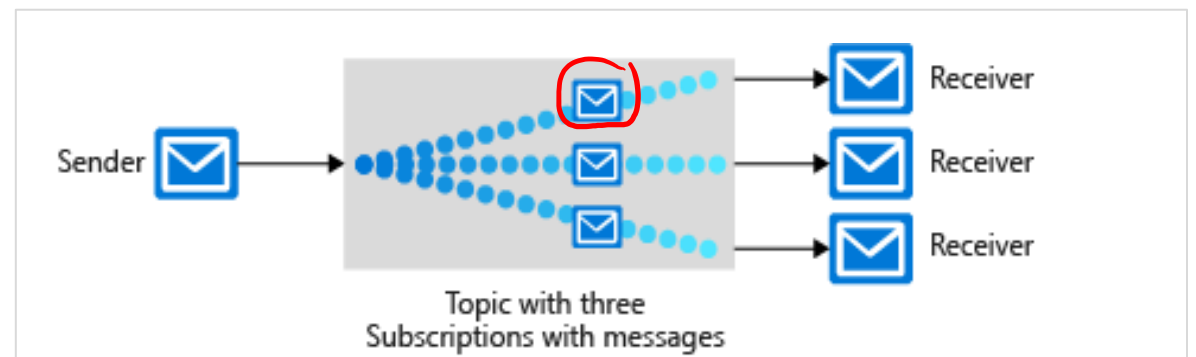 Sender
Receiver
Receiver
Receiver
Topic with three
Subscriptions with messages